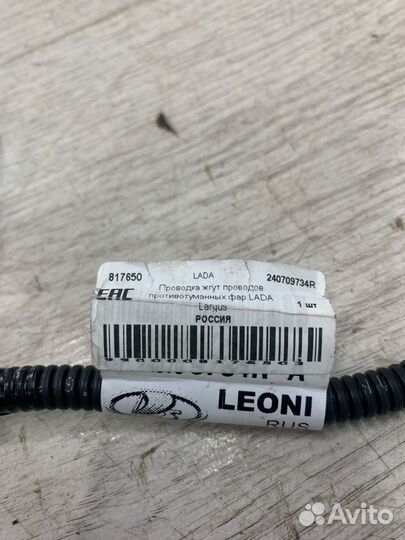 817650 LADA 240709734R
Проводка жгут проводов
EAC противотуманных фар LADA 1 шт
Largus
РОССИЯ
LEONI
RUS
Avito